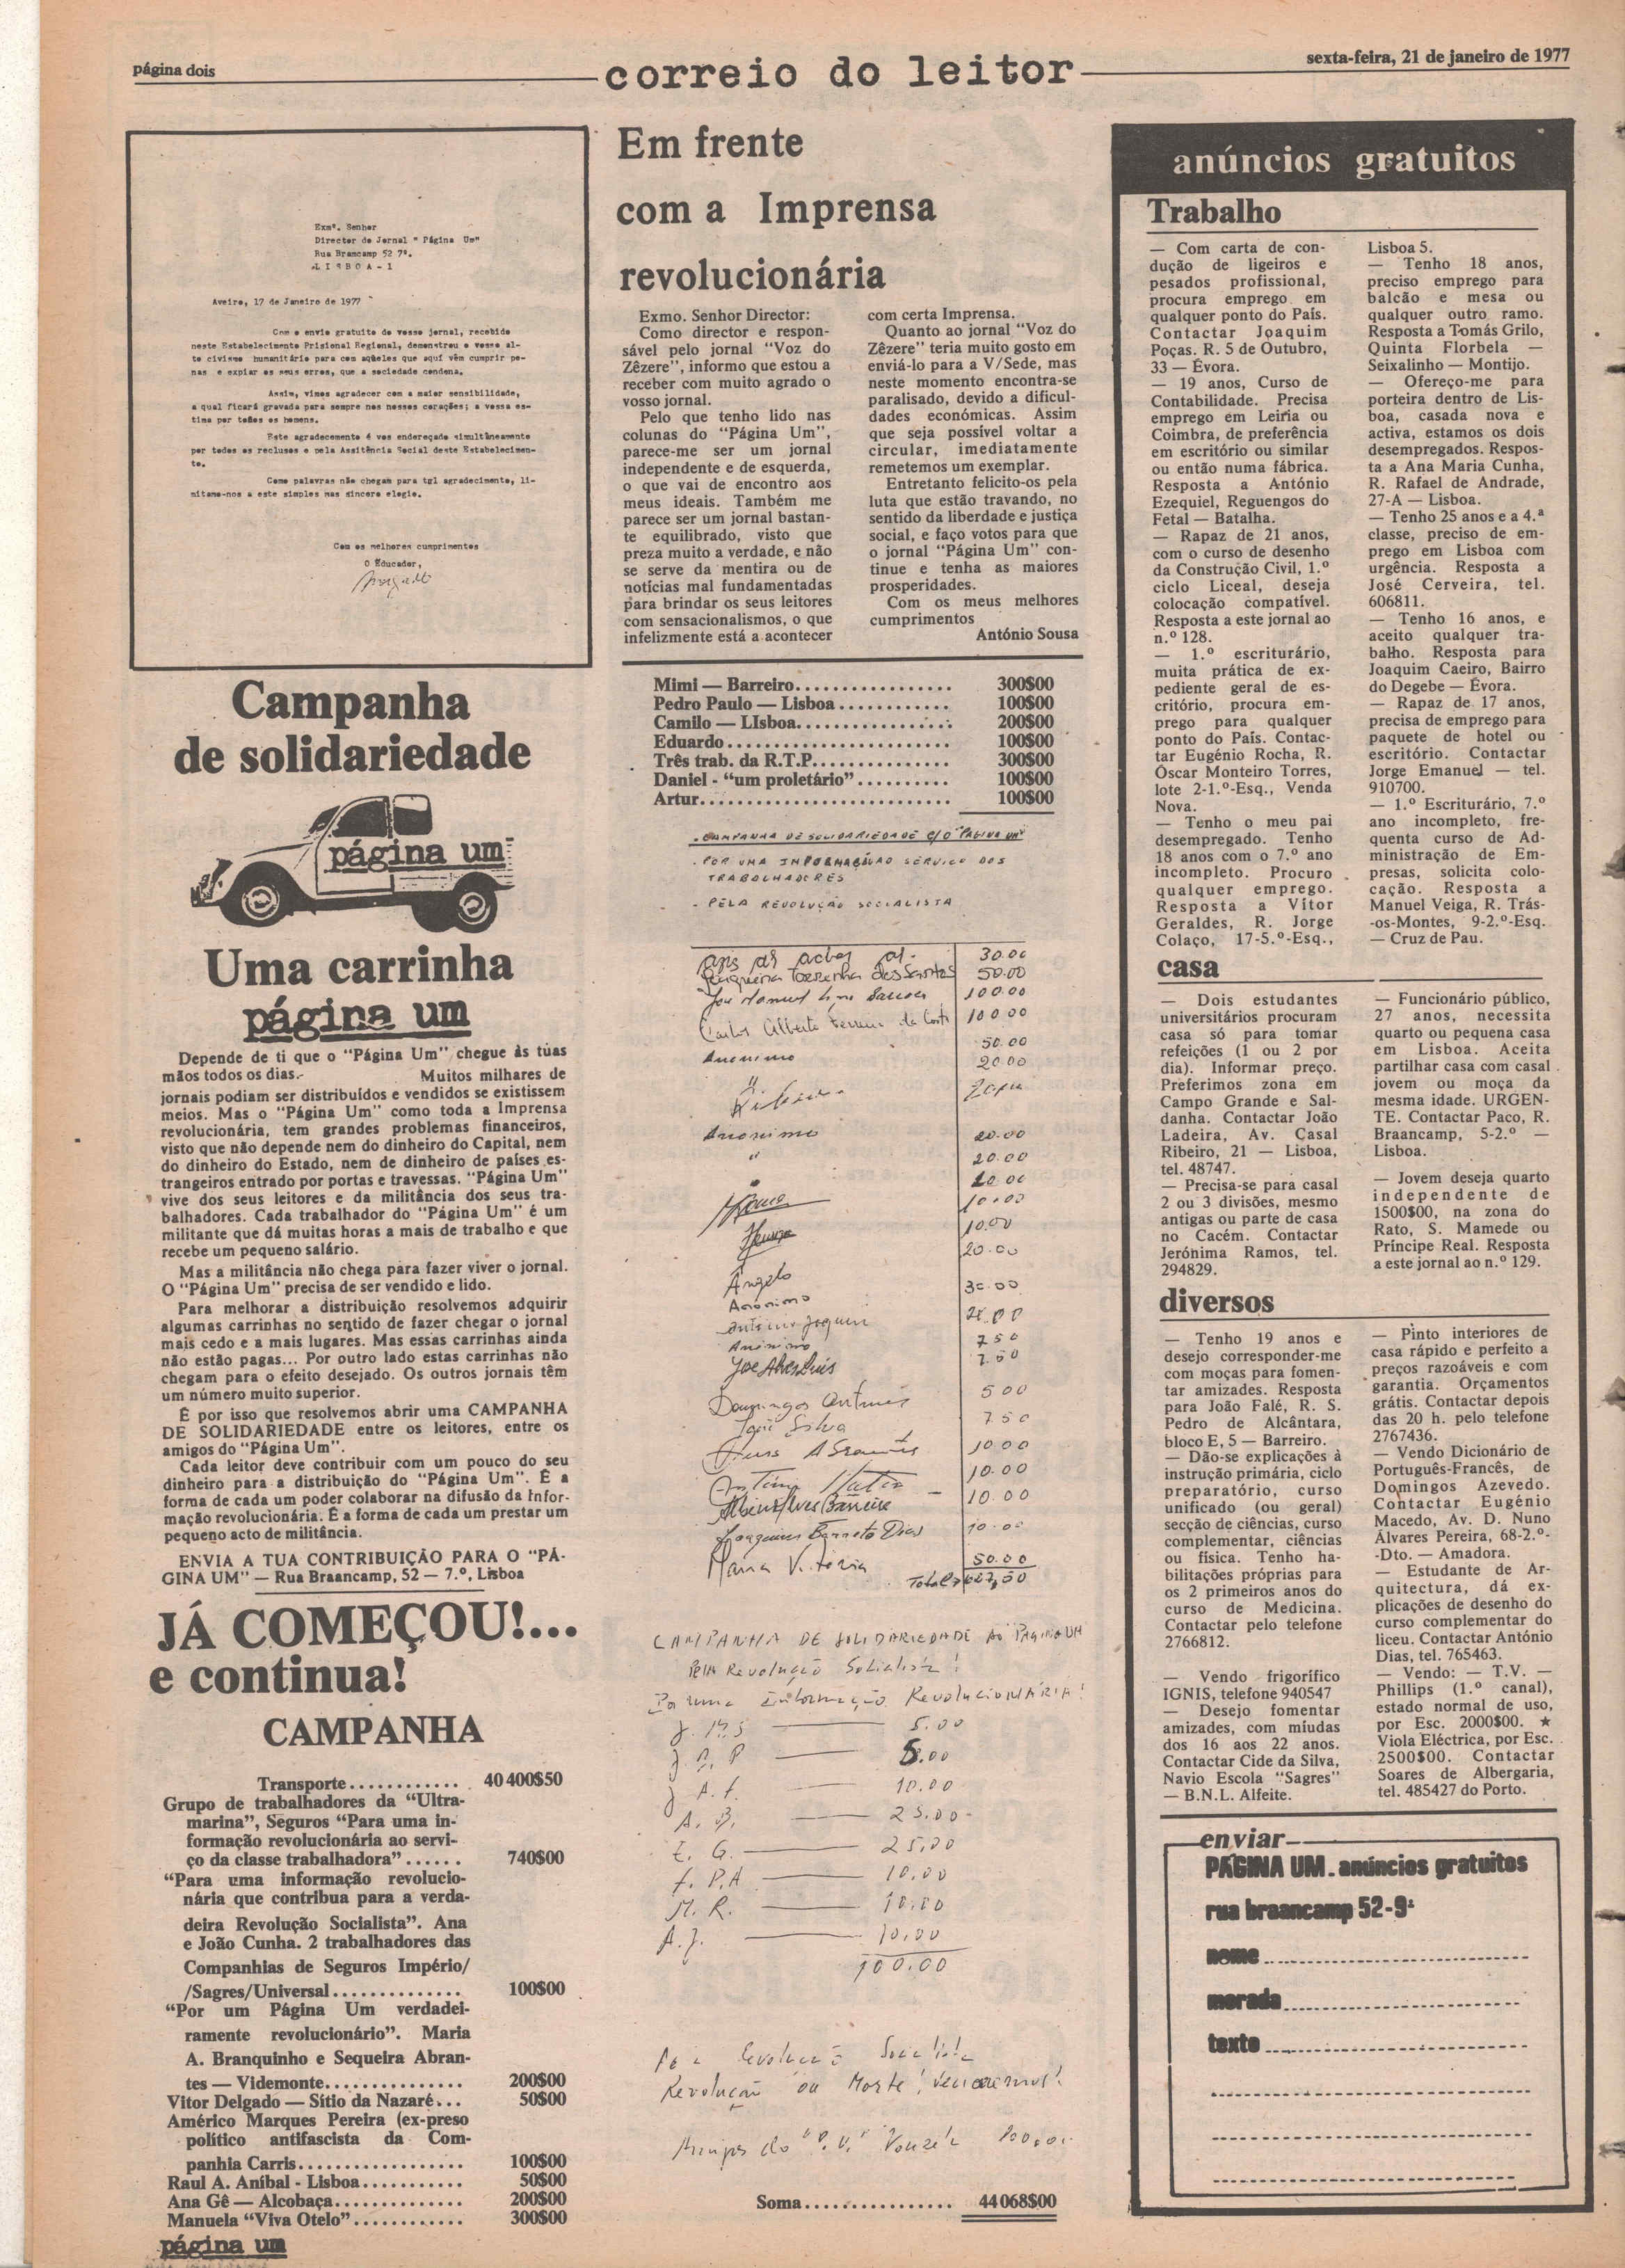 página dois
correio do leitor
sexta-feira, 21 de janeiro de 1977
Exmº. Senhor
Director do Jornal " Página Um"
Rua Bramcamp 52 7º.
L I S B O A - 1
Aveiro, 17 de Janeiro de 1977
Com o envio gratuito do vosso jornal, recebido
neste Estabelecimento Prisional Regional, demonstrou o vosso al-
to civismo humanitário para com aqueles que aquí vêm cumprir pe-
nas e expiar os seus erros, que a sociedade condena.
Assim, vimos agradecer com a maior sensibilidade,
a qual ficará gravada para sempre nos nossos corações; a vossa es-
tima por todos os homens.
Este agradecimento é vos endereçado simultâneamente
por todos os reclusos e pela Assitência Social deste Estabelecimen-
to.
Como palavras não chegam para tal agradecimento, li-
mitamo-nos a este simples mas sincero elogio.
Com os melhores cumprimentos
O Educador,
Campanha
de solidariedade
página um
Uma carrinha
página um
Depende de ti que o "Página Um" chegue às tuas
mãos todos os dias.- Muitos milhares de
jornais podiam ser distribuídos e vendidos se existissem
meios. Mas o "Página Um" como toda a Imprensa
revolucionária, tem grandes problemas financeiros,
visto que não depende nem do dinheiro do Capital, nem
do dinheiro do Estado, nem de dinheiro de países es-
trangeiros entrado por portas e travessas. "Página Um"
vive dos seus leitores e da militância dos seus tra-
balhadores. Cada trabalhador do "Página Um" é um
militante que dá muitas horas a mais de trabalho e que
recebe um pequeno salário.
Mas a militância não chega para fazer viver o jornal.
O "Página Um" precisa de ser vendido e lido.
Para melhorar a distribuição resolvemos adquirir
algumas carrinhas no sentido de fazer chegar o jornal
mais cedo e a mais lugares. Mas essas carrinhas ainda
não estão pagas... Por outro lado estas carrinhas não
chegam para o efeito desejado. Os outros jornais têm
um número muito superior.
É por isso que resolvemos abrir uma CAMPANHA
DE SOLIDARIEDADE entre os leitores, entre os
amigos do "Página Um".
Cada leitor deve contribuir com um pouco do seu
dinheiro para a distribuição do "Página Um". É a
forma de cada um poder colaborar na difusão da Infor-
mação revolucionária. É a forma de cada um prestar um
pequeno acto de militância.
ENVIA A TUA CONTRIBUIÇÃO PARA O "PÁ-
GINA UM" — Rua Braancamp, 52 — 7.º, Lisboa
JÁ COMEÇOU!...
e continua!
CAMPANHA
Transporte............ 40 400$50
Grupo de trabalhadores da "Ultra-
marina", Seguros "Para uma in-
formação revolucionária ao servi-
ço da classe trabalhadora"...... 740$00
"Para uma informação revolucio-
nária que contribua para a verda-
deira Revolução Socialista". Ana
e João Cunha. 2 trabalhadores das
Companhias de Seguros Império/
/Sagres/Universal.............. 100$00
"Por um Página Um verdadei-
ramente revolucionário". Maria
A. Branquinho e Sequeira Abran-
tes — Videmonte............... 200$00
Vitor Delgado — Sítio da Nazaré... 50$00
Américo Marques Pereira (ex-preso
político antifascista da Com-
panhia Carris.................. 100$00
Raul A. Aníbal - Lisboa........... 50$00
Ana Gê — Alcobaça.............. 200$00
Manuela "Viva Otelo"............ 300$00
página um
Em frente
com a Imprensa
revolucionária
Exmo. Senhor Director:
Como director e respon-
sável pelo jornal "Voz do
Zêzere", informo que estou a
receber com muito agrado o
vosso jornal.
Pelo que tenho lido nas
colunas do "Página Um",
parece-me ser um jornal
independente e de esquerda,
o que vai de encontro aos
meus ideais. Também me
parece ser um jornal bastan-
te equilibrado, visto que
preza muito a verdade, e não
se serve da mentira ou de
notícias mal fundamentadas
para brindar os seus leitores
com sensacionalismos, o que
infelizmente está a acontecer
com certa Imprensa.
Quanto ao jornal "Voz do
Zêzere" teria muito gosto em
enviá-lo para a V/Sede, mas
neste momento encontra-se
paralisado, devido a dificul-
dades económicas. Assim
que seja possível voltar a
circular, imediatamente
remetemos um exemplar.
Entretanto felicito-os pela
luta que estão travando, no
sentido da liberdade e justiça
social, e faço votos para que
o jornal "Página Um" con-
tinue e tenha as maiores
prosperidades.
Com os meus melhores
cumprimentos
António Sousa
Mimi — Barreiro.................. 300$00
Pedro Paulo — Lisboa............ 100$00
Camilo — LIsboa.................. 200$00
Eduardo......................... 100$00
Três trab. da R.T.P............... 300$00
Daniel - "um proletário".......... 100$00
Artur........................... 100$00
- CAMPANHA DE SOLIDARIEDADE C/O "PAGINA UM"
- POR UMA INFORMAÇÃO SERVICO DOS
TRABALHADORES
- PELA REVOLUÇÃO SOCIALISTA
30.00
Joaquina Terrinha dos Santos 50.00
100.00
Carlos Alberto Ferreira da Costa 100.00
50.00
Anonimo 20.00
"
Anonimo 20.00
" 20.00
20.00
10.00
10.00
20.00
Ângelo 30.00
Anónimo
António Joaquim
Anónimo 7 50
José Alves Luis 7.50
Domingos Antunes 5 00
José Silva 7 50
10 00
10.00
10.00
Joaquim Barreto Dias 10.00
Maria Vitória 50.00
Total 627,50
CAMPANHA DE SOLIDARIEDADE AO "PAGINA UM
PELA Revolução Socialista!
Por uma Informação RevolucioNÁRIA!
5.00
5.00
J. A. F. 10.00
A. B. 25.00
E. G. 25,00
F. P.A 10.00
M. R. 10.00
A. J. 10,00
100.00
Pela Revolução Socialista
Revolução ou Morte! Venceremos!
Amigos do "P. U." Vouzela
Soma................ 44 068$00
anúncios gratuitos
Trabalho
— Com carta de con-
dução de ligeiros e
pesados profissional,
procura emprego em
qualquer ponto do País.
Contactar Joaquim
Poças. R. 5 de Outubro,
33 — Évora.
— 19 anos, Curso de
Contabilidade. Precisa
emprego em Leiria ou
Coimbra, de preferência
em escritório ou similar
ou então numa fábrica.
Resposta a António
Ezequiel, Reguengos do
Fetal — Batalha.
— Rapaz de 21 anos,
com o curso de desenho
da Construção Civil, 1.º
ciclo Liceal, deseja
colocação compatível.
Resposta a este jornal ao
n.º 128.
— 1.º escriturário,
muita prática de ex-
pediente geral de es-
critório, procura em-
prego para qualquer
ponto do País. Contac-
tar Eugénio Rocha, R.
Óscar Monteiro Torres,
lote 2-1.º-Esq., Venda
Nova.
— Tenho o meu pai
desempregado. Tenho
18 anos com o 7.º ano
incompleto. Procuro
qualquer emprego.
Resposta a Vítor
Geraldes, R. Jorge
Colaço, 17-5.º-Esq.,
Lisboa 5.
— Tenho 18 anos,
preciso emprego para
balcão e mesa ou
qualquer outro ramo.
Resposta a Tomás Grilo,
Quinta Florbela —
Seixalinho — Montijo.
— Ofereço-me para
porteira dentro de Lis-
boa, casada nova e
activa, estamos os dois
desempregados. Respos-
ta a Ana Maria Cunha,
R. Rafael de Andrade,
27-A — Lisboa.
— Tenho 25 anos e a 4.ª
classe, preciso de em-
prego em Lisboa com
urgência. Resposta a
José Cerveira, tel.
606811.
— Tenho 16 anos, e
aceito qualquer tra-
balho. Resposta para
Joaquim Caeiro, Bairro
do Degebe — Évora.
— Rapaz de 17 anos,
precisa de emprego para
paquete de hotel ou
escritório. Contactar
Jorge Emanuel — tel.
910700.
— 1.º Escriturário, 7.º
ano incompleto, fre-
quenta curso de Ad-
ministração de Em-
presas, solicita colo-
cação. Resposta a
Manuel Veiga, R. Trás-
-os-Montes, 9-2.º-Esq.
— Cruz de Pau.
casa
— Dois estudantes
universitários procuram
casa só para tomar
refeições (1 ou 2 por
dia). Informar preço.
Preferimos zona em
Campo Grande e Sal-
danha. Contactar João
Ladeira, Av. Casal
Ribeiro, 21 — Lisboa,
tel. 48747.
— Precisa-se para casal
2 ou 3 divisões, mesmo
antigas ou parte de casa
no Cacém. Contactar
Jerónima Ramos, tel.
294829.
— Funcionário público,
27 anos, necessita
quarto ou pequena casa
em Lisboa. Aceita
partilhar casa com casal
jovem ou moça da
mesma idade. URGEN-
TE. Contactar Paco, R.
Braancamp, 5-2.º —
Lisboa.
— Jovem deseja quarto
independente de
1500$00, na zona do
Rato, S. Mamede ou
Príncipe Real. Resposta
a este jornal ao n.º 129.
diversos
— Tenho 19 anos e
desejo corresponder-me
com moças para fomen-
tar amizades. Resposta
para João Falé, R. S.
Pedro de Alcântara,
bloco E, 5 — Barreiro.
— Dão-se explicações à
instrução primária, ciclo
preparatório, curso
unificado (ou geral)
secção de ciências, curso
complementar, ciências
ou física. Tenho ha-
bilitações próprias para
os 2 primeiros anos do
curso de Medicina.
Contactar pelo telefone
2766812.
— Vendo frigorífico
IGNIS, telefone 940547
— Desejo fomentar
amizades, com miúdas
dos 16 aos 22 anos.
Contactar Cide da Silva,
Navio Escola "Sagres"
— B.N.L. Alfeite.
— Pinto interiores de
casa rápido e perfeito a
preços razoáveis e com
garantia. Orçamentos
grátis. Contactar depois
das 20 h. pelo telefone
2767436.
— Vendo Dicionário de
Português-Francês, de
Domingos Azevedo.
Contactar Eugénio
Macedo, Av. D. Nuno
Álvares Pereira, 68-2.º-
-Dto. — Amadora.
— Estudante de Ar-
quitectura, dá ex-
plicações de desenho do
curso complementar do
liceu. Contactar António
Dias, tel. 765463.
— Vendo: — T.V. —
Phillips (1.º canal),
estado normal de uso,
por Esc. 2000$00. ★
Viola Eléctrica, por Esc.
2500$00. Contactar
Soares de Albergaria,
tel. 485427 do Porto.
enviar
PÁGINA UM - anúncios gratuitos
rua braancamp 52-9º
nome
morada
texto